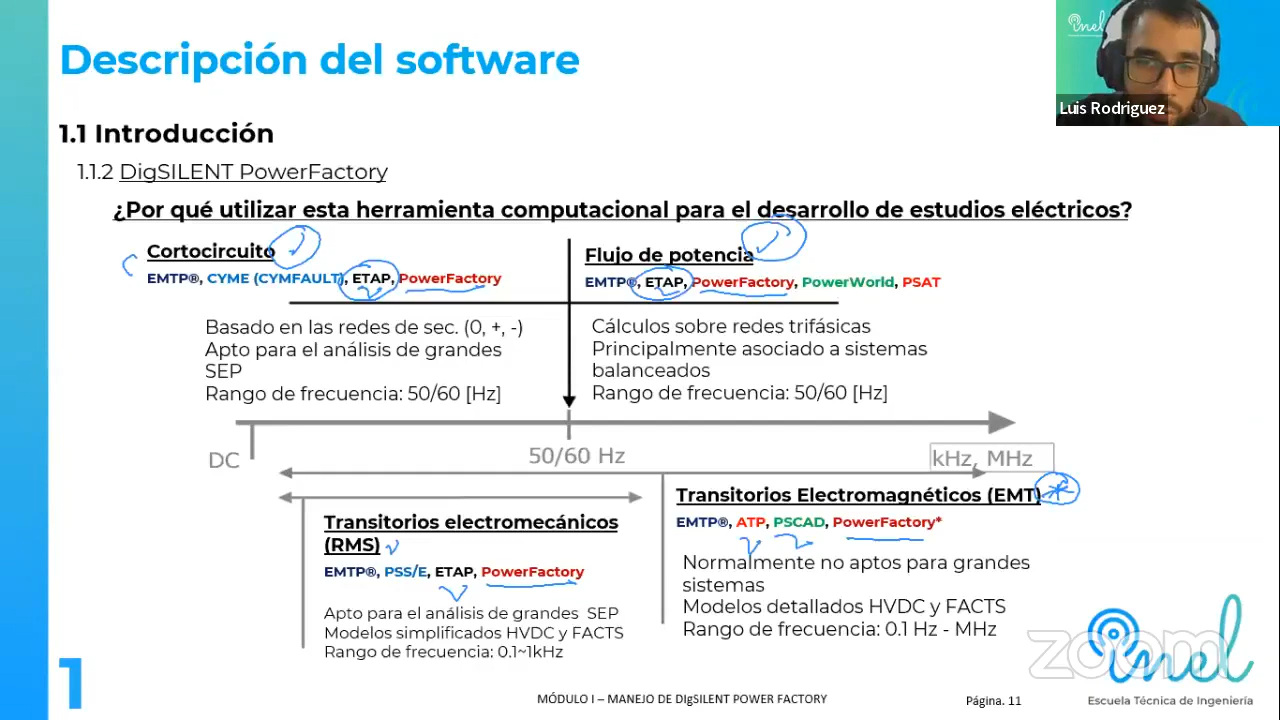 Descripción del software
inel
Luis Rodriguez
1.1 Introducción
1.1.2 DigSILENT PowerFactory
¿Por qué utilizar esta herramienta computacional para el desarrollo de estudios eléctricos?
Cortocircuito
EMTP®, CYME (CYMFAULT), ETAP, PowerFactory
Basado en las redes de sec. (0, +, -)
Apto para el análisis de grandes
SEP
Rango de frecuencia: 50/60 [Hz]
Flujo de potencia
EMTP®, ETAP, PowerFactory, PowerWorld, PSAT
Cálculos sobre redes trifásicas
Principalmente asociado a sistemas
balanceados
Rango de frecuencia: 50/60 [Hz]
DC
50/60 Hz
kHz, MHz
Transitorios electromecánicos
(RMS)
EMTP®, PSS/E, ETAP, PowerFactory
Apto para el análisis de grandes SEP
Modelos simplificados HVDC y FACTS
Rango de frecuencia: 0.1~1kHz
Transitorios Electromagnéticos (EMT)
EMTP®, ATP, PSCAD, PowerFactory*
Normalmente no aptos para grandes
sistemas
Modelos detallados HVDC y FACTS
Rango de frecuencia: 0.1 Hz - MHz
zoom
inel
Escuela Técnica de Ingeniería
1
MÓDULO I – MANEJO DE DIgSILENT POWER FACTORY
Página. 11